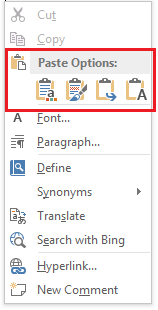 Cut
Copy
Paste Options:
A
A Font...
Paragraph...
Define
Synonyms
Translate
Search with Bing
Hyperlink...
New Comment